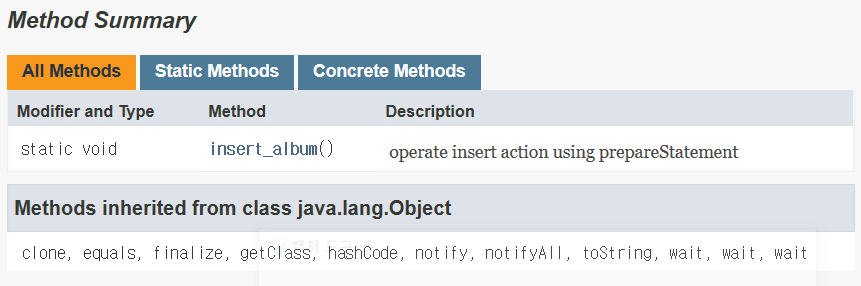 Method Summary
All Methods Static Methods Concrete Methods
Modifier and Type Method Description
static void insert_album() operate insert action using prepareStatement
Methods inherited from class java.lang.Object
clone, equals, finalize, getClass, hashCode, notify, notifyAll, toString, wait, wait, wait